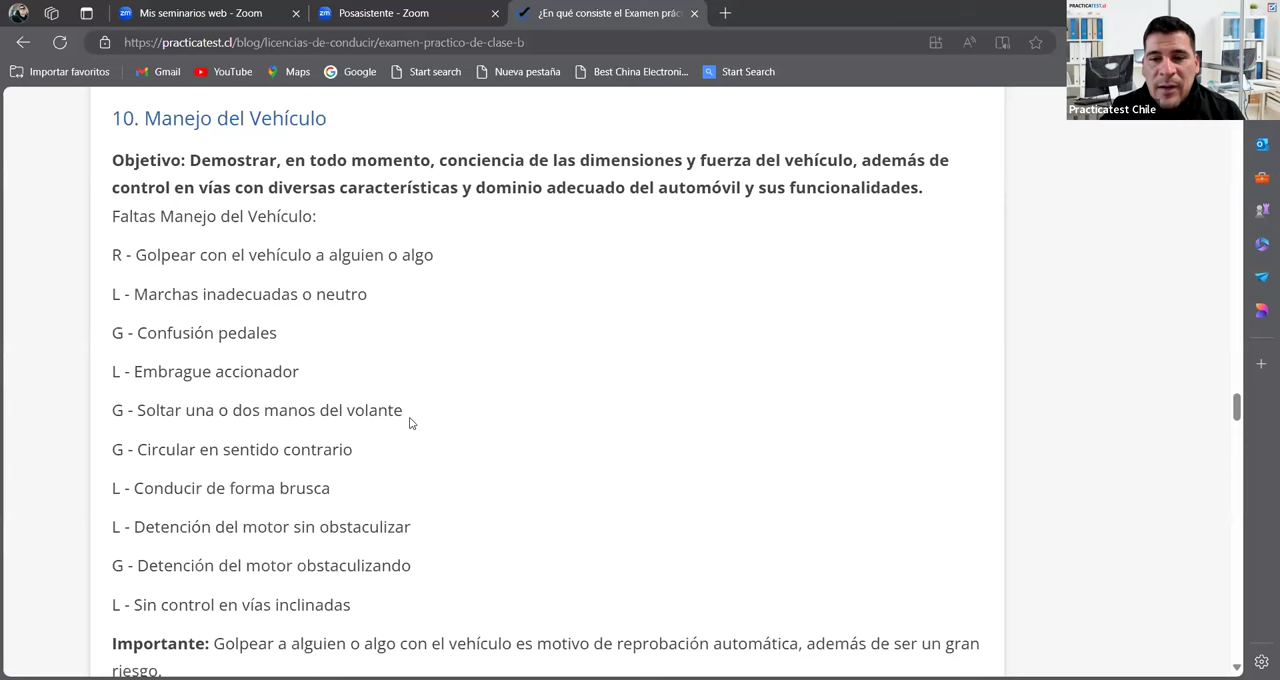 Mis seminarios web - Zoom
Posasistente - Zoom
¿En qué consiste el Examen prác
https://practicatest.cl/blog/licencias-de-conducir/examen-practico-de-clase-b
Importar favoritos
Gmail
YouTube
Maps
Google
Start search
Nueva pestaña
Best China Electroni...
Start Search
PRACTICATEST.cl
Practicatest Chile
10. Manejo del Vehículo
Objetivo: Demostrar, en todo momento, conciencia de las dimensiones y fuerza del vehículo, además de
control en vías con diversas características y dominio adecuado del automóvil y sus funcionalidades.
Faltas Manejo del Vehículo:
R - Golpear con el vehículo a alguien o algo
L - Marchas inadecuadas o neutro
G - Confusión pedales
L - Embrague accionador
G - Soltar una o dos manos del volante
G - Circular en sentido contrario
L - Conducir de forma brusca
L - Detención del motor sin obstaculizar
G - Detención del motor obstaculizando
L - Sin control en vías inclinadas
Importante: Golpear a alguien o algo con el vehículo es motivo de reprobación automática, además de ser un gran
riesgo.